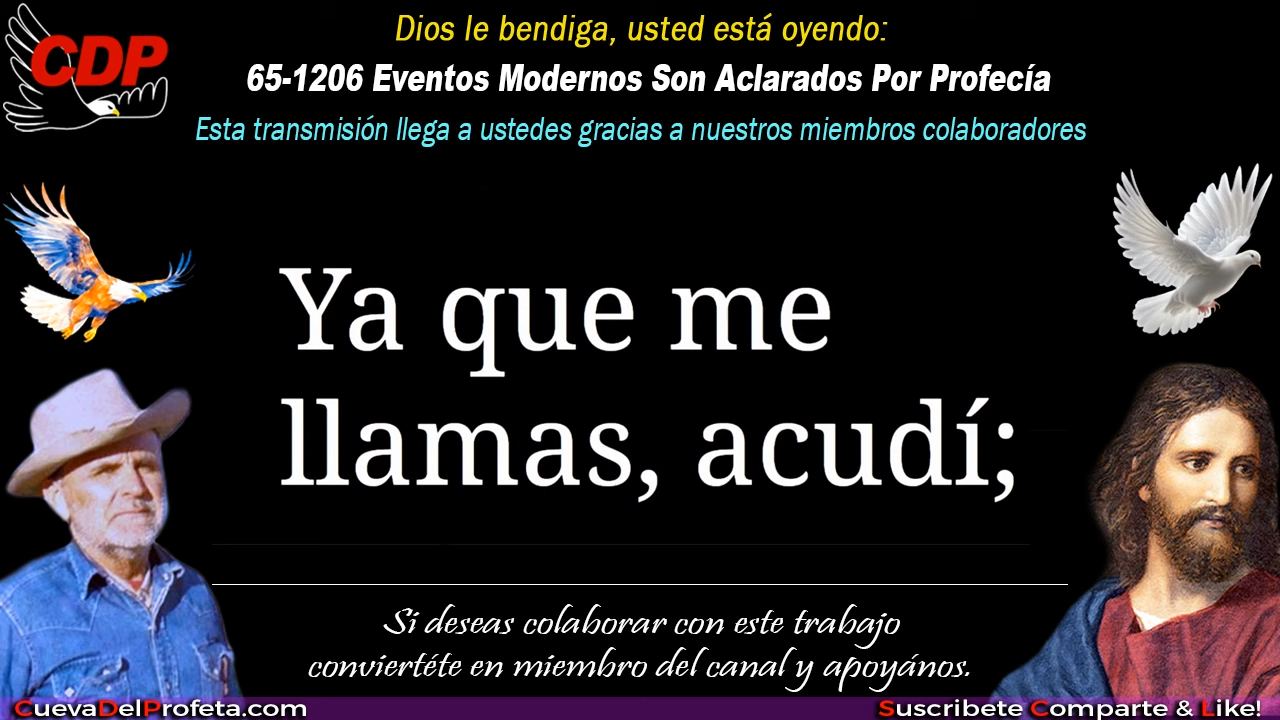 CDP
Dios le bendiga, usted está oyendo:
65-1206 Eventos Modernos Son Aclarados Por Profecía
Esta transmisión llega a ustedes gracias a nuestros miembros colaboradores
Ya que me
llamas, acudí;
Si deseas colaborar con este trabajo
conviertéte en miembro del canal y apoyános.
CuevaDelProfeta.com
Suscribete Comparte & Like!